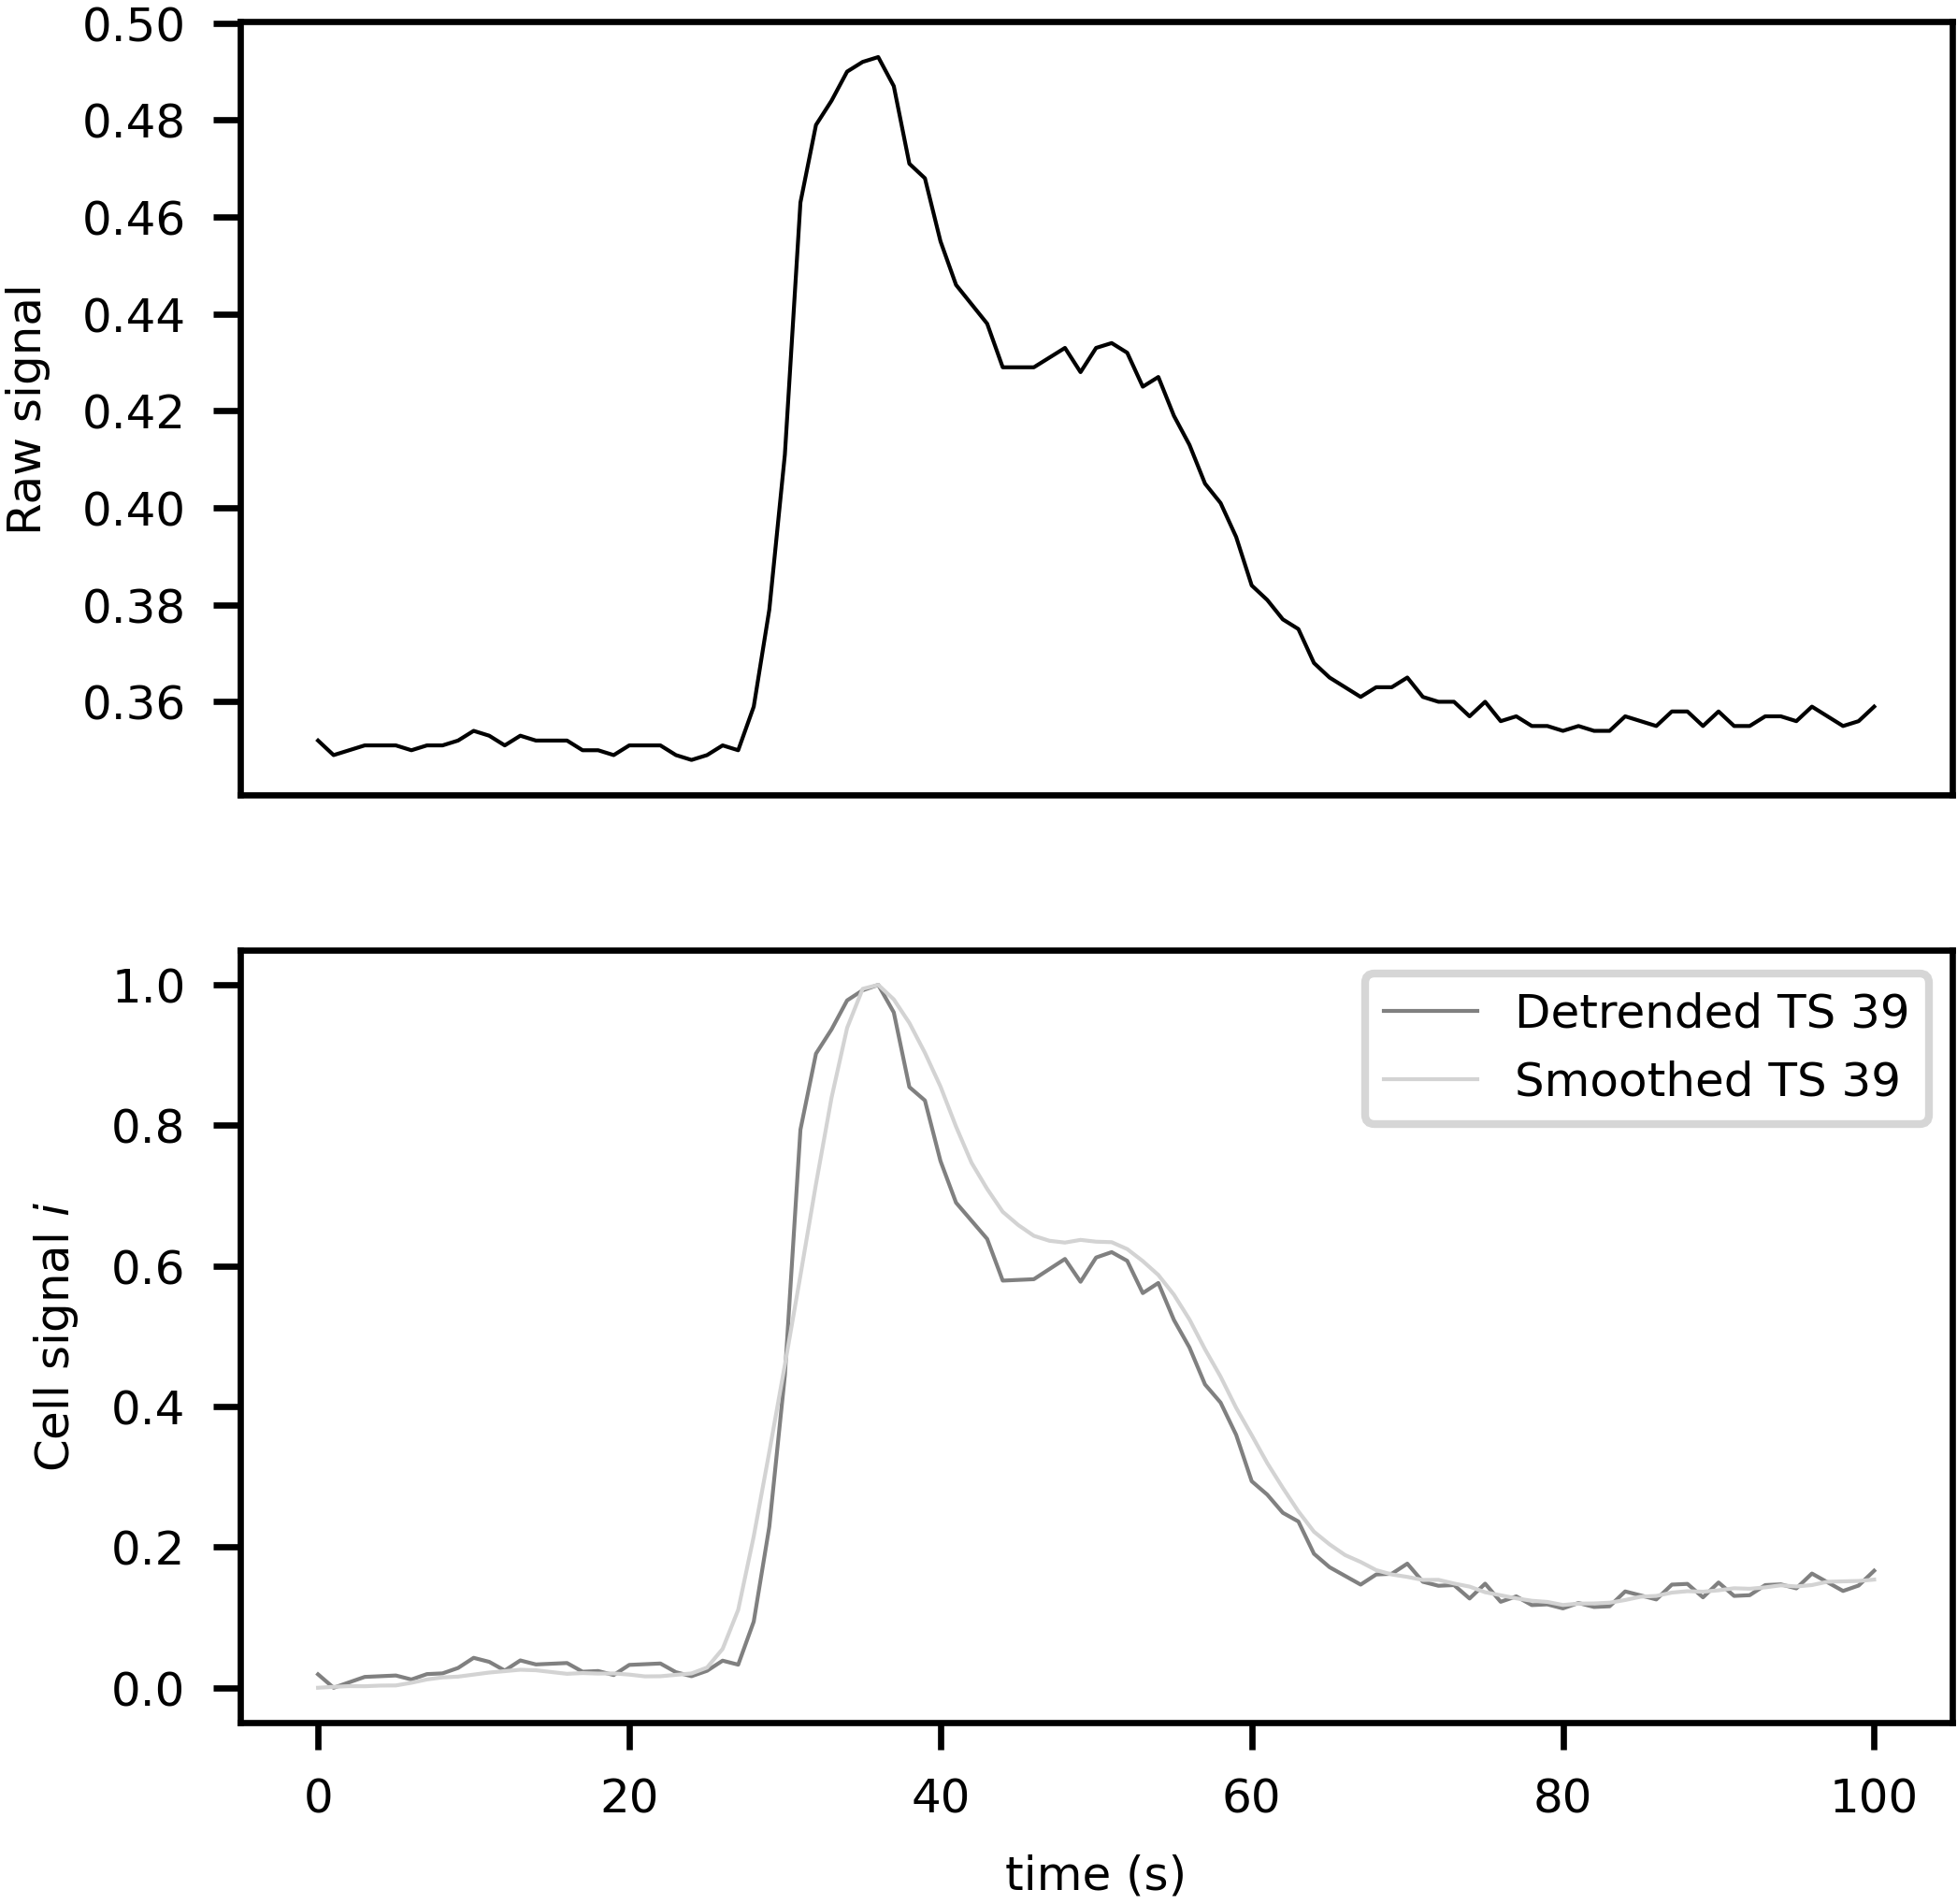 Raw signal
0.50
0.48
0.46
0.44
0.42
0.40
0.38
0.36
Cell signal i
1.0
0.8
0.6
0.4
0.2
0.0
Detrended TS 39
Smoothed TS 39
0 20 40 60 80 100
time (s)